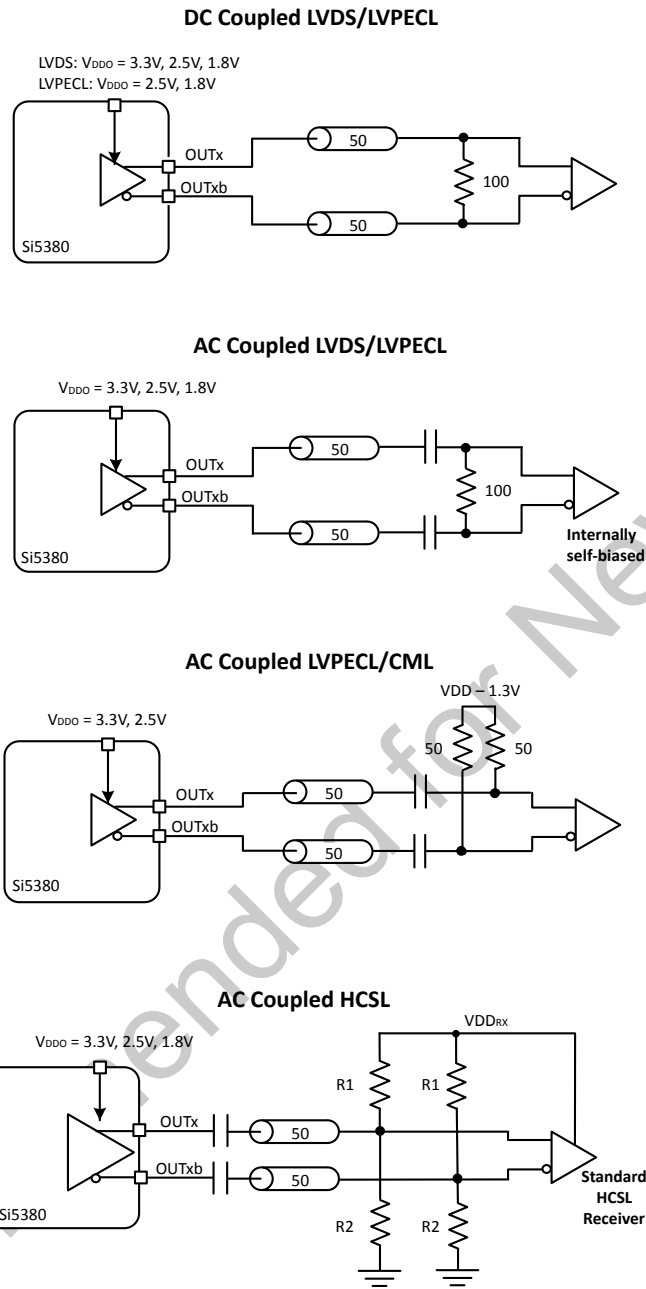 DC Coupled LVDS/LVPECL
LVDS: VDDO = 3.3V, 2.5V, 1.8V
LVPECL: VDDO = 2.5V, 1.8V
OUTx
50
OUTxb
50
100
Si5380
AC Coupled LVDS/LVPECL
VDDO = 3.3V, 2.5V, 1.8V
OUTx
50
OUTxb
50
100
Internally
self-biased
Si5380
AC Coupled LVPECL/CML
VDD – 1.3V
VDDO = 3.3V, 2.5V
50
50
OUTx
50
OUTxb
50
Si5380
AC Coupled HCSL
VDDRX
VDDO = 3.3V, 2.5V, 1.8V
R1
R1
OUTx
50
OUTxb
50
Standard
HCSL
Receiver
Si5380
R2
R2
ended for Ne